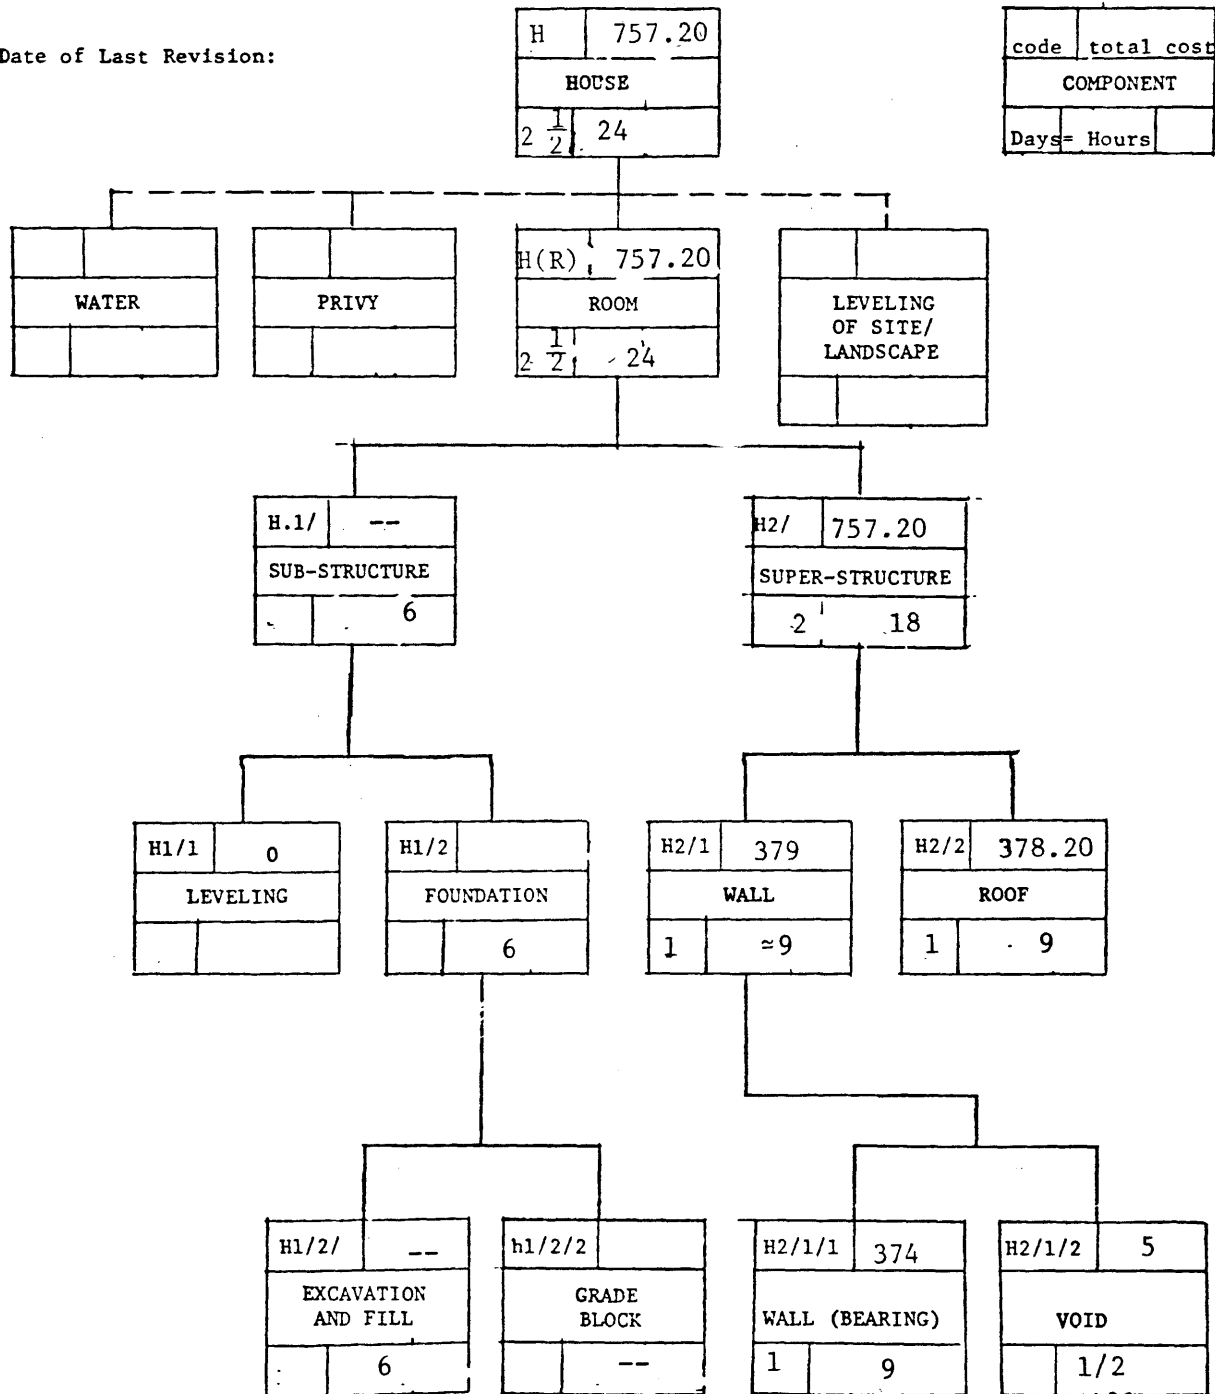 Date of Last Revision:
H 757.20
HOUSE
2 1/2 24
code total cost
COMPONENT
Days= Hours
WATER
PRIVY
H(R) 757.20
ROOM
2 1/2 24
LEVELING
OF SITE/
LANDSCAPE
H.1/ --
SUB-STRUCTURE
6
H2/ 757.20
SUPER-STRUCTURE
2 18
H1/1 0
LEVELING
H1/2
FOUNDATION
6
H2/1 379
WALL
1 ≃9
H2/2 378.20
ROOF
1 9
H1/2/ --
EXCAVATION
AND FILL
6
h1/2/2
GRADE
BLOCK
--
H2/1/1 374
WALL (BEARING)
1 9
H2/1/2 5
VOID
1/2